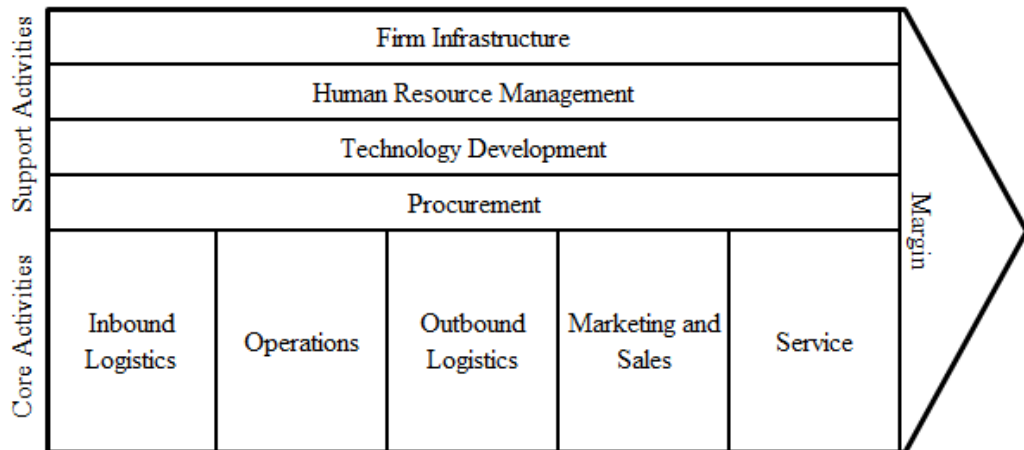 Support Activities
Firm Infrastructure
Human Resource Management
Technology Development
Procurement
Margin
Core Activities
Inbound
Logistics
Operations
Outbound
Logistics
Marketing and
Sales
Service